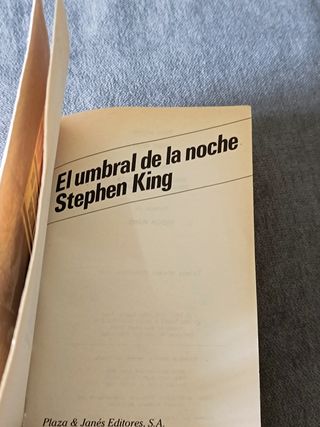 El umbral de la noche
Stephen King
Plaza & Janés Editores, S.A.